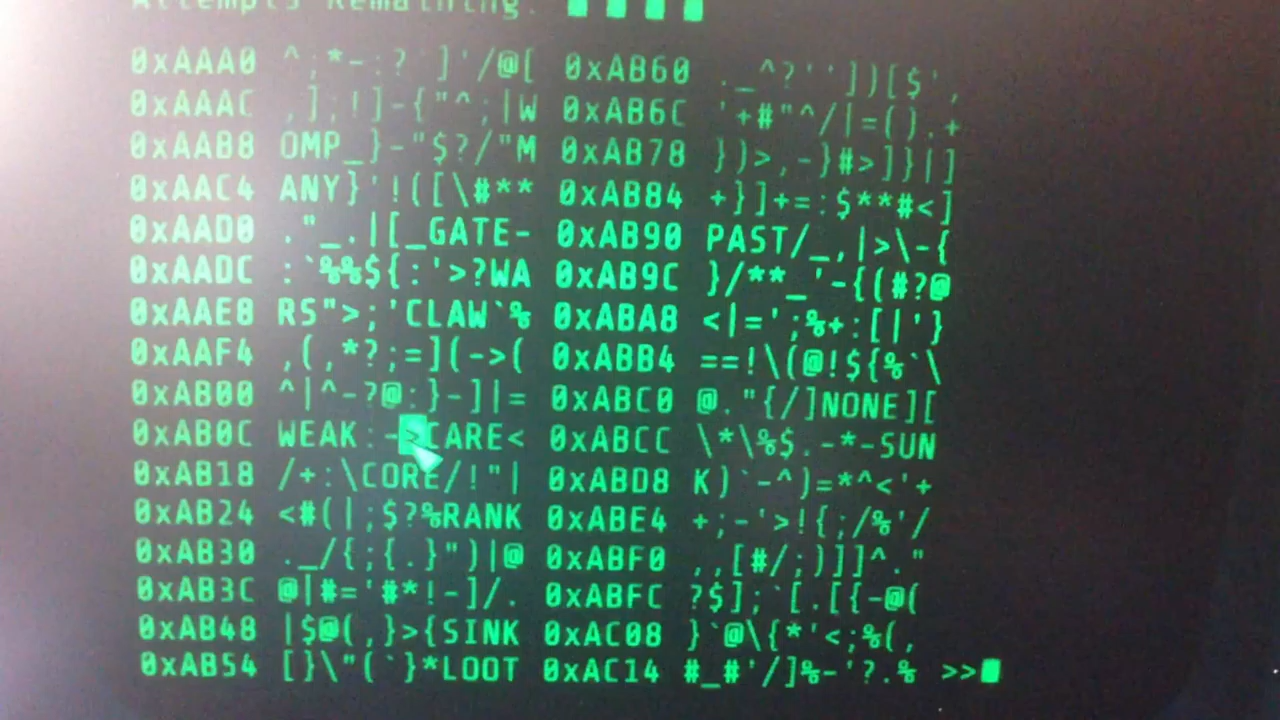 Attempts Remaining: ■ ■ ■ ■
0xAAA0 ^;*-:?`]'/@[ 0xAB60 ._^?''])[$',
0xAAAC ,];!]-{"^;|W 0xAB6C '+#"^/|=().+
0xAAB8 OMP_}-"$?/"M 0xAB78 })>,-}#>]}|]
0xAAC4 ANY}'!([\#** 0xAB84 +}]+=:$**#<]
0xAAD0 ."_.|[_GATE- 0xAB90 PAST/_,|>\-{
0xAADC :`%%${:'>?WA 0xAB9C }/**_'-{(#?@
0xAAE8 RS">;'CLAW`% 0xABA8 <|=';%+:[|'}
0xAAF4 ,(,*?;=](->( 0xABB4 ==!\(@!${%`\
0xAB00 ^|^-?@:}-]|= 0xABC0 @."{/]NONE][
0xAB0C WEAK:->CARE< 0xABCC \*\%$.-*-SUN
0xAB18 /+:\CORE/!"| 0xABD8 K)`-^)=*^<'+
0xAB24 <#(|;$?%RANK 0xABE4 +;-'>!{;/%'/
0xAB30 ._/{;{.}")|@ 0xABF0 ,,[#/;)]]^."
0xAB3C @|#='#*!-]/. 0xABFC ?$];`[.[{-@(
0xAB48 |$@(,}>{SINK 0xAC08 }`@\{*'<;%(,
0xAB54 [}\"(`}*LOOT 0xAC14 #_#'/]%-'?.% >>■